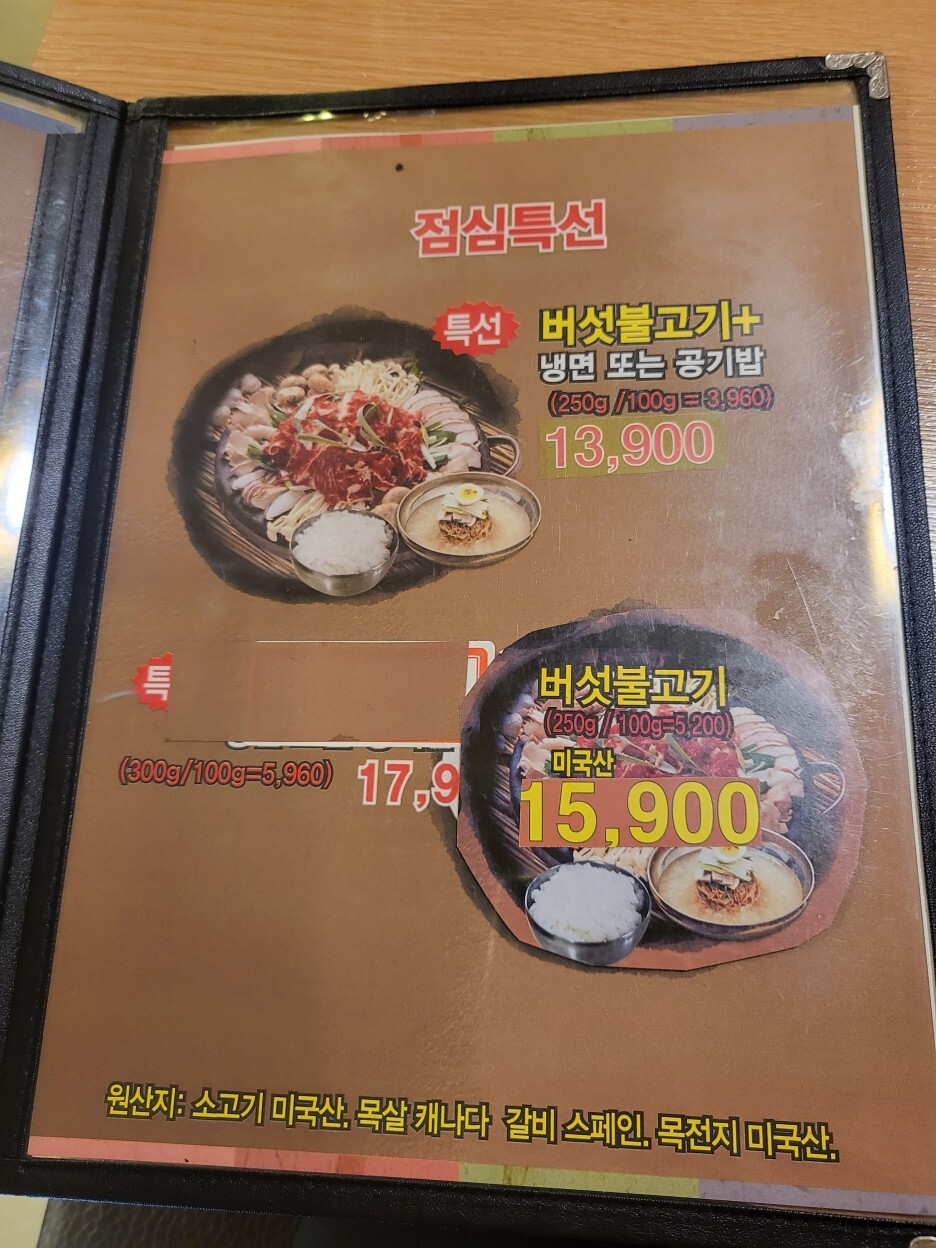 점심특선
특선
버섯불고기+
냉면 또는 공기밥
(250g /100g = 3,960)
13,900
특
(300g/100g=5,960)
17,9
버섯불고기
(250g // 100g=5,200)
미국산
15,900
원산지: 소고기 미국산. 목살 캐나다 갈비 스페인. 목전지 미국산.